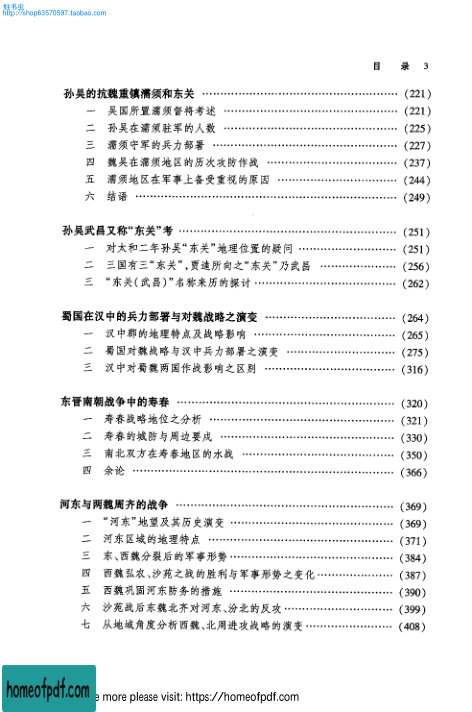 蛀书虫
http://shop63570597.taobao.com
目 录 3
孙吴的抗魏重镇濡须和东关 ………………………………… (221)
一 吴国所置濡须督将考述 ………………………………… (221)
二 孙吴在濡须驻军的人数 ………………………………… (225)
三 濡须守军的兵力部署 ………………………………… (227)
四 魏吴在濡须地区的历次攻防作战 ………………………… (237)
五 濡须地区在军事上备受重视的原因 ……………………… (244)
六 结语 ………………………………………………… (249)
孙吴武昌又称“东关”考 ………………………………… (251)
一 对太和二年孙吴“东关”地理位置的疑问 ………………… (251)
二 三国有三“东关”,贾逵所向之“东关”乃武昌 …………… (256)
三 “东关(武昌)”名称来历的探讨 ………………………… (262)
蜀国在汉中的兵力部署与对魏战略之演变 ………………… (264)
一 汉中郡的地理特点及战略影响 ………………………… (265)
二 蜀国对魏战略与汉中兵力部署之演变 …………………… (275)
三 汉中对蜀魏两国作战影响之区别 ………………………… (316)
东晋南朝战争中的寿春 ………………………………… (320)
一 寿春战略地位之分析 ………………………………… (321)
二 寿春的城防与周边要戍 ………………………………… (330)
三 南北双方在寿春地区的水战 ………………………… (350)
四 余论 ………………………………………………… (366)
河东与两魏周齐的战争 ………………………………… (369)
一 “河东”地望及其历史演变 ………………………… (369)
二 河东区域的地理特点 ………………………………… (371)
三 东、西魏分裂后的军事形势 ………………………… (384)
四 西魏弘农、沙苑之战的胜利与军事形势之变化 …………… (387)
五 西魏巩固河东防务的措施 ………………………… (390)
六 沙苑战后东魏北齐对河东、汾北的反攻 ………………… (399)
七 从地域角度分析西魏、北周进攻战略的演变 ……………… (408)
homeofpdf.com
e more please visit: https://homeofpdf.com